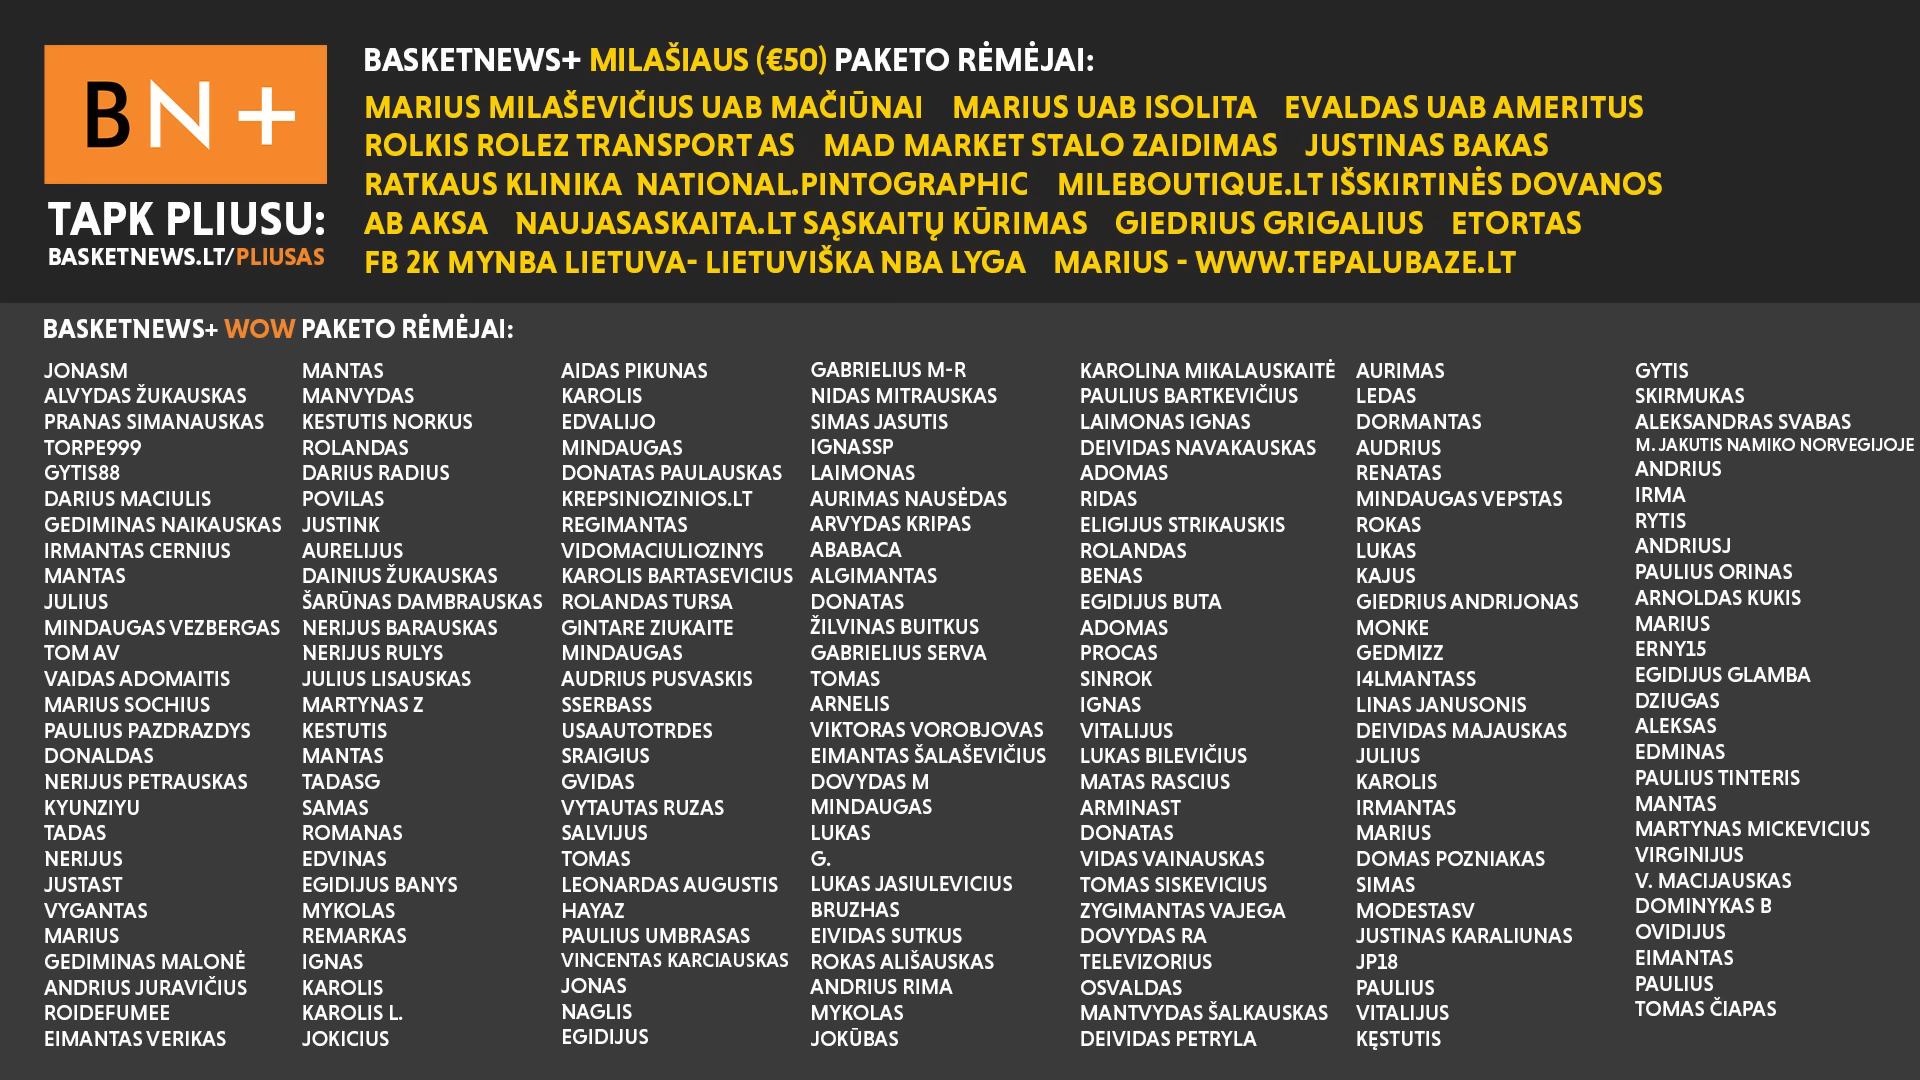 BN+
TAPK PLIUSU:
BASKETNEWS.LT/PLIUSAS
BASKETNEWS+ MILAŠIAUS (€50) PAKETO RĖMĖJAI:
MARIUS MILAŠEVIČIUS UAB MAČIŪNAI MARIUS UAB ISOLITA EVALDAS UAB AMERITUS
ROLKIS ROLEZ TRANSPORT AS MAD MARKET STALO ZAIDIMAS JUSTINAS BAKAS
RATKAUS KLINIKA NATIONAL.PINTOGRAPHIC MILEBOUTIQUE.LT IŠSKIRTINĖS DOVANOS
AB AKSA NAUJASASKAITA.LT SĄSKAITŲ KŪRIMAS GIEDRIUS GRIGALIUS ETORTAS
FB 2K MYNBA LIETUVA- LIETUVIŠKA NBA LYGA MARIUS - WWW.TEPALUBAZE.LT
BASKETNEWS+ WOW PAKETO RĖMĖJAI:
JONASM
ALVYDAS ŽUKAUSKAS
PRANAS SIMANAUSKAS
TORPE999
GYTIS88
DARIUS MACIULIS
GEDIMINAS NAIKAUSKAS
IRMANTAS CERNIUS
MANTAS
JULIUS
MINDAUGAS VEZBERGAS
TOM AV
VAIDAS ADOMAITIS
MARIUS SOCHIUS
PAULIUS PAZDRAZDYS
DONALDAS
NERIJUS PETRAUSKAS
KYUNZIYU
TADAS
NERIJUS
JUSTAST
VYGANTAS
MARIUS
GEDIMINAS MALONĖ
ANDRIUS JURAVIČIUS
ROIDEFUMEE
EIMANTAS VERIKAS
MANTAS
MANVYDAS
KESTUTIS NORKUS
ROLANDAS
DARIUS RADIUS
POVILAS
JUSTINK
AURELIJUS
DAINIUS ŽUKAUSKAS
ŠARŪNAS DAMBRAUSKAS
NERIJUS BARAUSKAS
NERIJUS RULYS
JULIUS LISAUSKAS
MARTYNAS Z
KESTUTIS
MANTAS
TADASG
SAMAS
ROMANAS
EDVINAS
EGIDIJUS BANYS
MYKOLAS
REMARKAS
IGNAS
KAROLIS
KAROLIS L.
JOKICIUS
AIDAS PIKUNAS
KAROLIS
EDVALIJO
MINDAUGAS
DONATAS PAULAUSKAS
KREPSINIOZINIOS.LT
REGIMANTAS
VIDOMACIULIOZINYS
KAROLIS BARTASEVICIUS
ROLANDAS TURSA
GINTARE ZIUKAITE
MINDAUGAS
AUDRIUS PUSVASKIS
SSERBASS
USAAUTOTRDES
SRAIGIUS
GVIDAS
VYTAUTAS RUZAS
SALVIJUS
TOMAS
LEONARDAS AUGUSTIS
HAYAZ
PAULIUS UMBRASAS
VINCENTAS KARCIAUSKAS
JONAS
NAGLIS
EGIDIJUS
GABRIELIUS M-R
NIDAS MITRAUSKAS
SIMAS JASUTIS
IGNASSP
LAIMONAS
AURIMAS NAUSĖDAS
ARVYDAS KRIPAS
ABABACA
ALGIMANTAS
DONATAS
ŽILVINAS BUITKUS
GABRIELIUS SERVA
TOMAS
ARNELIS
VIKTORAS VOROBJOVAS
EIMANTAS ŠALAŠEVIČIUS
DOVYDAS M
MINDAUGAS
LUKAS
G.
LUKAS JASIULEVICIUS
BRUZHAS
EIVIDAS SUTKUS
ROKAS ALIŠAUSKAS
ANDRIUS RIMA
MYKOLAS
JOKŪBAS
KAROLINA MIKALAUSKAITĖ
PAULIUS BARTKEVIČIUS
LAIMONAS IGNAS
DEIVIDAS NAVAKAUSKAS
ADOMAS
RIDAS
ELIGIJUS STRIKAUSKIS
ROLANDAS
BENAS
EGIDIJUS BUTA
ADOMAS
PROCAS
SINROK
IGNAS
VITALIJUS
LUKAS BILEVIČIUS
MATAS RASCIUS
ARMINAST
DONATAS
VIDAS VAINAUSKAS
TOMAS SISKEVICIUS
ZYGIMANTAS VAJEGA
DOVYDAS RA
TELEVIZORIUS
OSVALDAS
MANTVYDAS ŠALKAUSKAS
DEIVIDAS PETRYLA
AURIMAS
LEDAS
DORMANTAS
AUDRIUS
RENATAS
MINDAUGAS VEPSTAS
ROKAS
LUKAS
KAJUS
GIEDRIUS ANDRIJONAS
MONKE
GEDMIZZ
I4LMANTASS
LINAS JANUSONIS
DEIVIDAS MAJAUSKAS
JULIUS
KAROLIS
IRMANTAS
MARIUS
DOMAS POZNIAKAS
SIMAS
MODESTASV
JUSTINAS KARALIUNAS
JP18
PAULIUS
VITALIJUS
KĘSTUTIS
GYTIS
SKIRMUKAS
ALEKSANDRAS SVABAS
M. JAKUTIS NAMIKO NORVEGIJOJE
ANDRIUS
IRMA
RYTIS
ANDRIUSJ
PAULIUS ORINAS
ARNOLDAS KUKIS
MARIUS
ERNY15
EGIDIJUS GLAMBA
DZIUGAS
ALEKSAS
EDMINAS
PAULIUS TINTERIS
MANTAS
MARTYNAS MICKEVICIUS
VIRGINIJUS
V. MACIJAUSKAS
DOMINYKAS B
OVIDIJUS
EIMANTAS
PAULIUS
TOMAS ČIAPAS